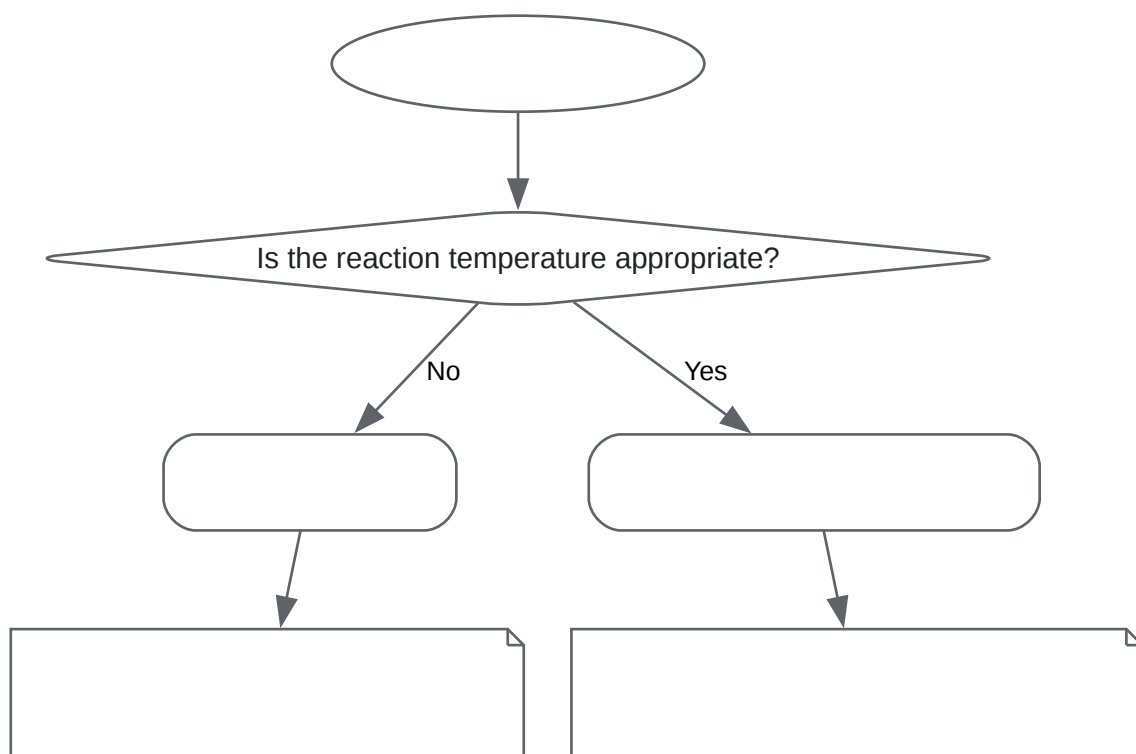 Is the reaction temperature appropriate?
No
Yes